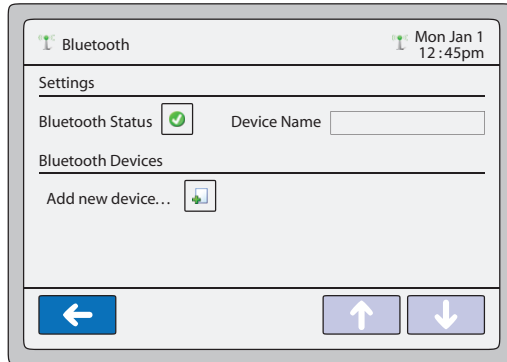 Bluetooth
Mon Jan 1
12:45pm
Settings
Bluetooth Status
Device Name
Bluetooth Devices
Add new device…